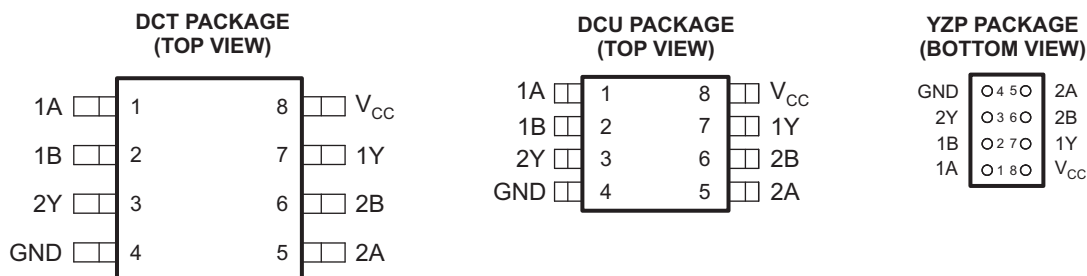 DCT PACKAGE
(TOP VIEW)
1A 1 8 VCC
1B 2 7 1Y
2Y 3 6 2B
GND 4 5 2A
DCU PACKAGE
(TOP VIEW)
1A 1 8 VCC
1B 2 7 1Y
2Y 3 6 2B
GND 4 5 2A
YZP PACKAGE
(BOTTOM VIEW)
GND 4 5 2A
2Y 3 6 2B
1B 2 7 1Y
1A 1 8 VCC